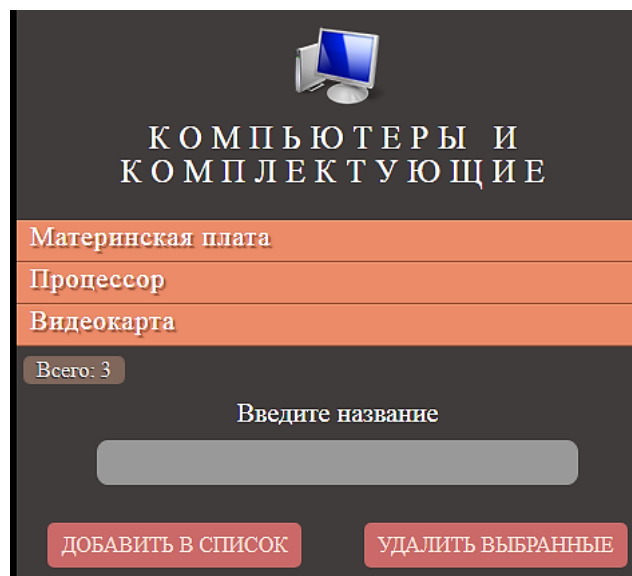 КОМПЬЮТЕРЫ И
КОМПЛЕКТУЮЩИЕ
Материнская плата
Процессор
Видеокарта
Всего: 3
Введите название
ДОБАВИТЬ В СПИСОК
УДАЛИТЬ ВЫБРАННЫЕ